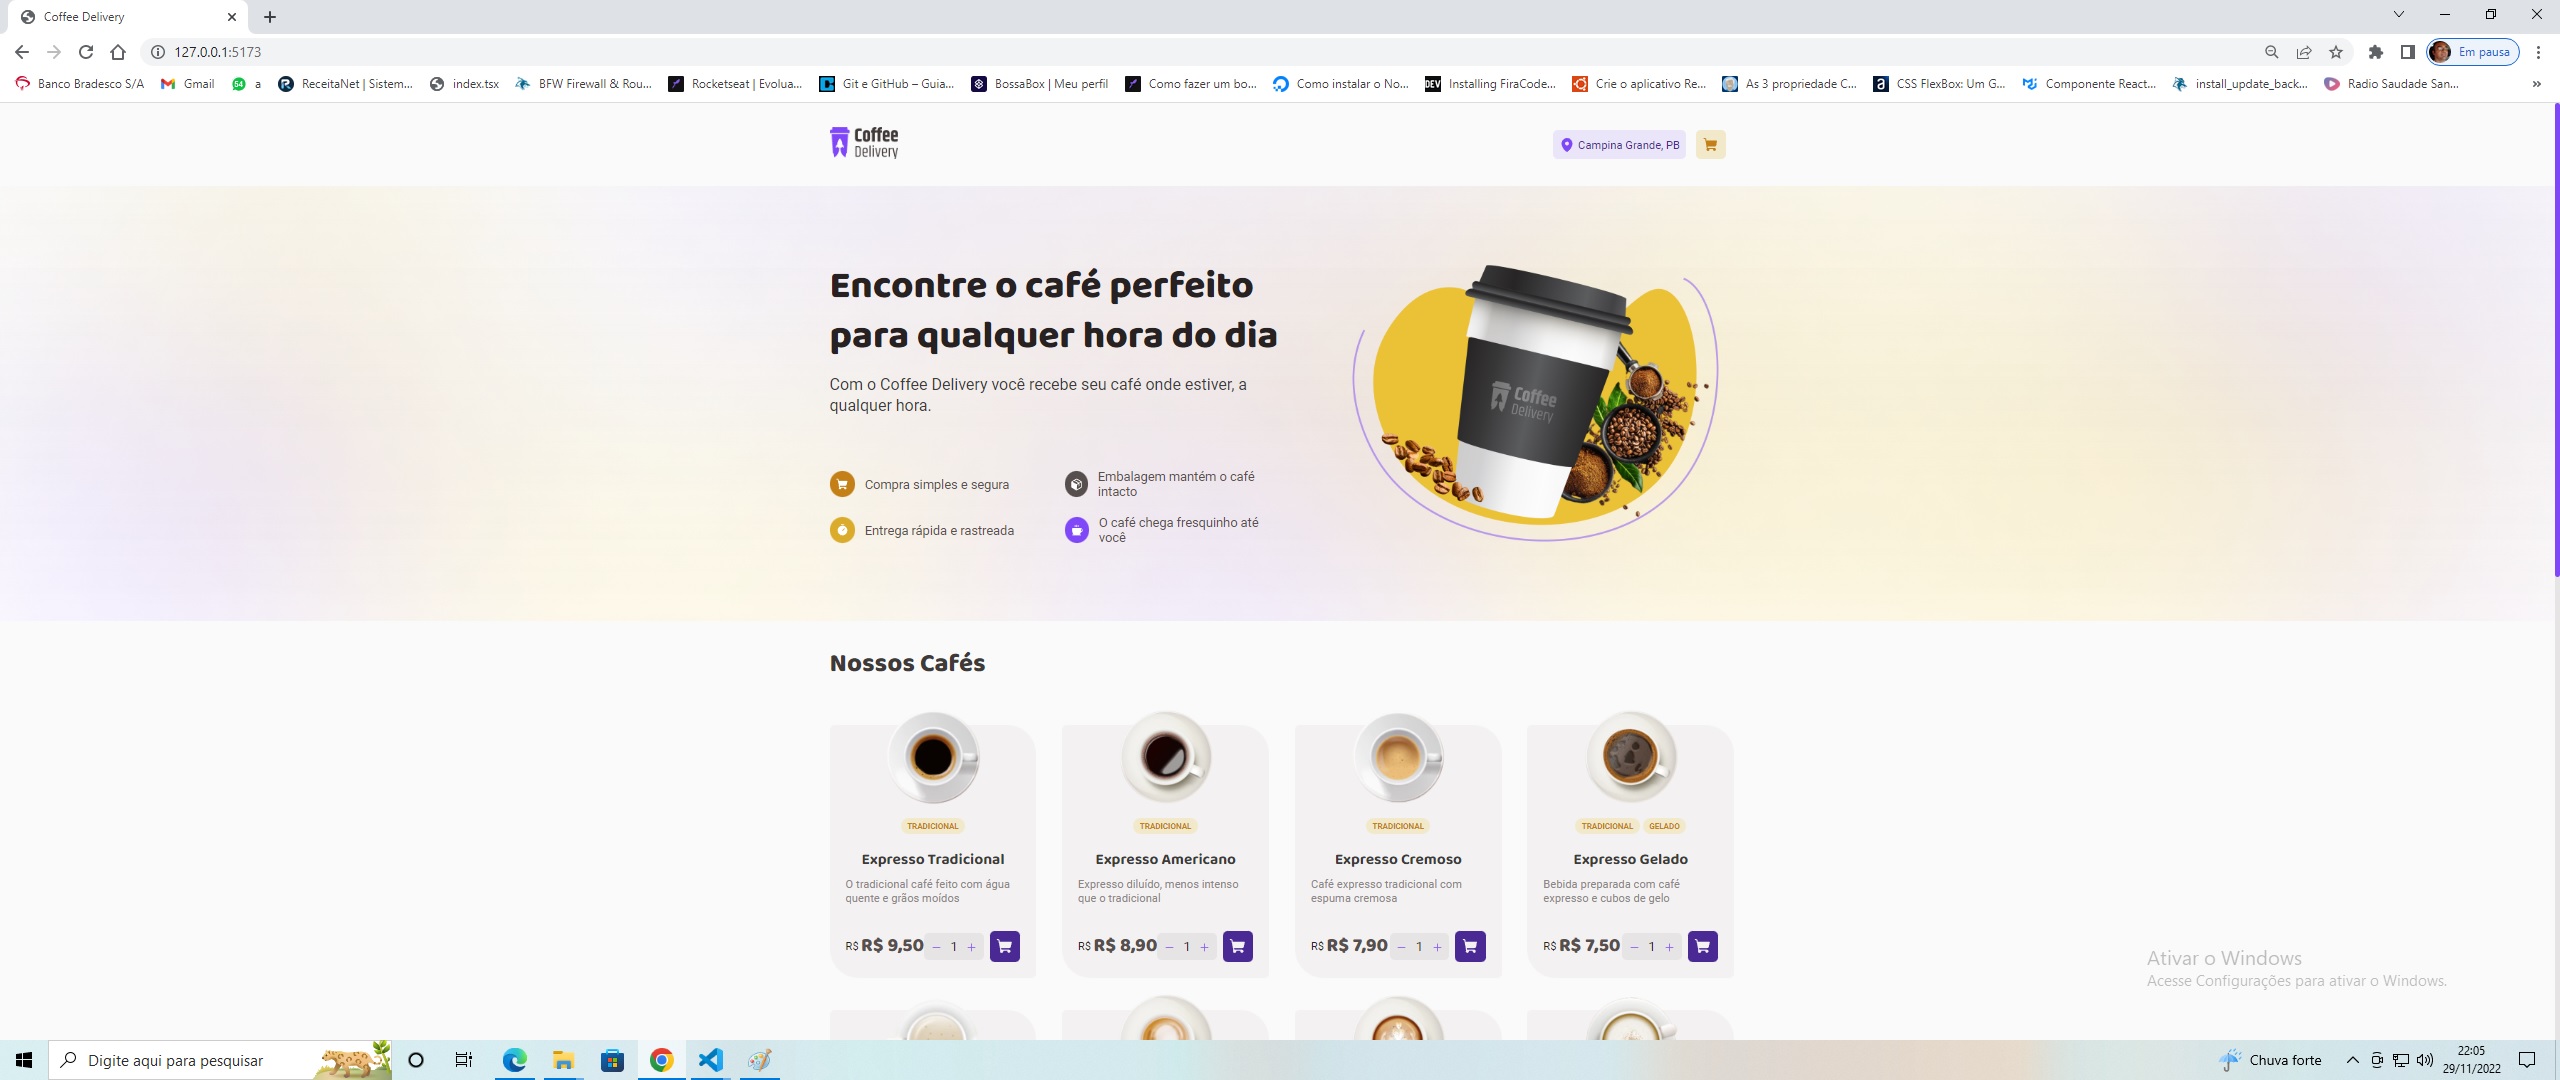 Coffee Delivery
127.0.0.1:5173
Em pausa
Banco Bradesco S/A Gmail a ReceitaNet | Sistem... index.tsx BFW Firewall & Rou... Rocketseat | Evolua... Git e GitHub – Guia... BossaBox | Meu perfil Como fazer um bo... Como instalar o No... Installing FiraCode... Crie o aplicativo Re... As 3 propriedade C... CSS FlexBox: Um G... Componente React... install_update_back... Radio Saudade San... »
Coffee
Delivery
Campina Grande, PB
Encontre o café perfeito
para qualquer hora do dia
Com o Coffee Delivery você recebe seu café onde estiver, a
qualquer hora.
Compra simples e segura
Embalagem mantém o café
intacto
Entrega rápida e rastreada
O café chega fresquinho até
você
Coffee
Delivery
Nossos Cafés
TRADICIONAL
Expresso Tradicional
O tradicional café feito com água
quente e grãos moídos
R$ R$ 9,50 − 1 +
TRADICIONAL
Expresso Americano
Expresso diluído, menos intenso
que o tradicional
R$ R$ 8,90 − 1 +
TRADICIONAL
Expresso Cremoso
Café expresso tradicional com
espuma cremosa
R$ R$ 7,90 − 1 +
TRADICIONAL GELADO
Expresso Gelado
Bebida preparada com café
expresso e cubos de gelo
R$ R$ 7,50 − 1 +
Ativar o Windows
Acesse Configurações para ativar o Windows.
Digite aqui para pesquisar
Chuva forte
22:05
29/11/2022